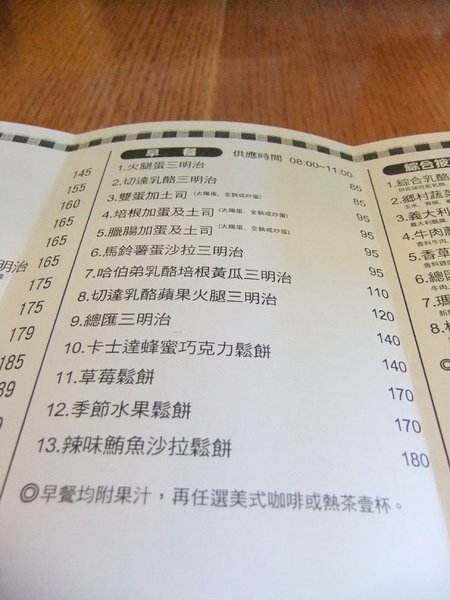 145
155
160
165
明治 165
175
175
179
185
早餐 供應時間 08:00~11:00
1.火腿蛋三明治 85
2.切達乳酪三明治 85
3.雙蛋加土司 (太陽蛋、全熟或炒蛋) 95
4.培根加蛋及土司 (太陽蛋、全熟或炒蛋) 95
5.臘腸加蛋及土司 (太陽蛋、全熟或炒蛋) 95
6.馬鈴薯蛋沙拉三明治 95
7.哈伯弟乳酪培根黃瓜三明治 110
8.切達乳酪蘋果火腿三明治 120
9.總匯三明治 140
10.卡士達蜂蜜巧克力鬆餅 140
11.草莓鬆餅 170
12.季節水果鬆餅 170
13.辣味鮪魚沙拉鬆餅 180
◎早餐均附果汁，再任選美式咖啡或熱茶壹杯。
綜合披
1.綜合乳酪
2.鄉村蔬菜
3.義大利
4.牛肉
5.香草
6.總匯
7.瑪
8.